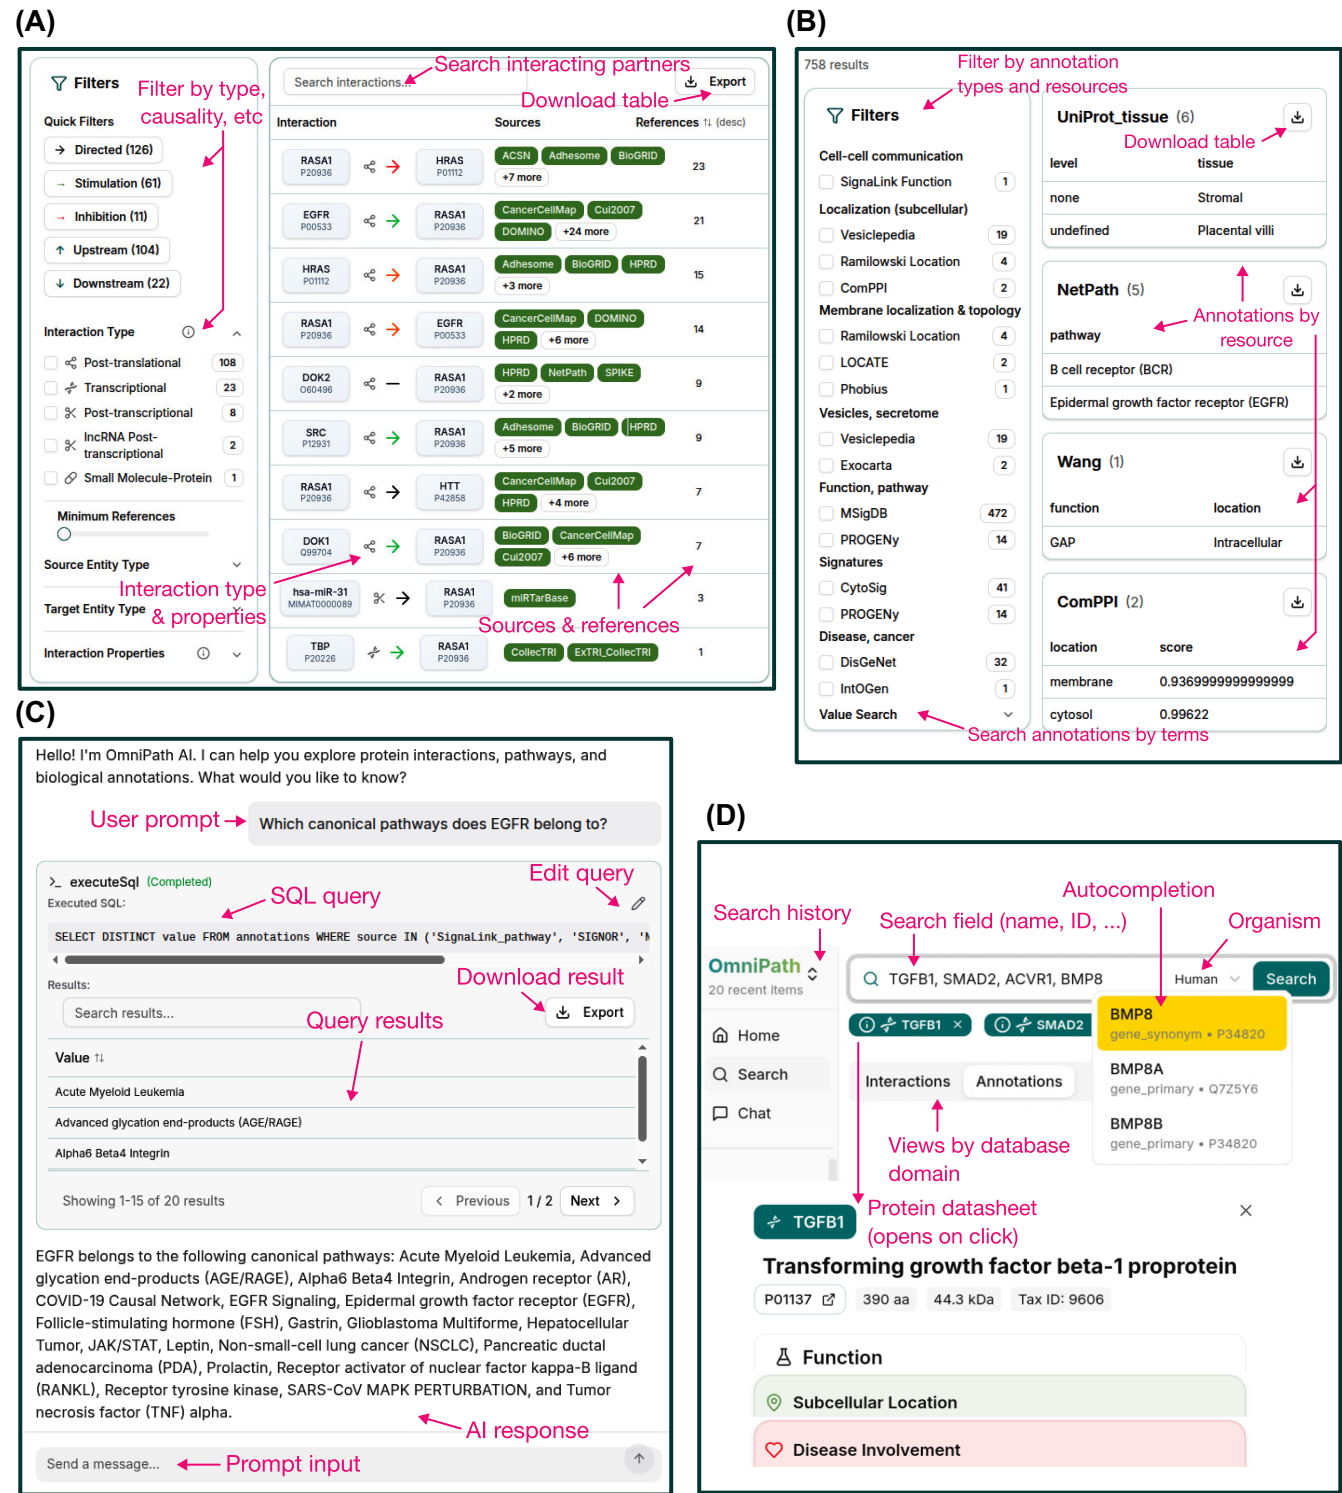 (A)
Filters
Filter by type,
causality, etc
Quick Filters
Directed (126)
Stimulation (61)
Inhibition (11)
Upstream (104)
Downstream (22)
Interaction Type
Post-translational 108
Transcriptional 23
Post-transcriptional 8
lncRNA Post-
transcriptional 2
Small Molecule-Protein 1
Minimum References
Source Entity Type
Target Entity Type
Interaction Properties
Search interactions...
Search interacting partners
Export
Download table
Interaction Sources References (desc)
RASA1 P20936 HRAS P01112 ACSN Adhesome BioGRID +7 more 23
EGFR P00533 RASA1 P20936 CancerCellMap Cui2007 DOMINO +24 more 21
HRAS P01112 RASA1 P20936 Adhesome BioGRID HPRD +3 more 15
RASA1 P20936 EGFR P00533 CancerCellMap DOMINO HPRD +6 more 14
DOK2 O60496 RASA1 P20936 HPRD NetPath SPIKE +2 more 9
SRC P12931 RASA1 P20936 Adhesome BioGRID HPRD +5 more 9
RASA1 P20936 HTT P42858 CancerCellMap Cui2007 HPRD +4 more 7
DOK1 Q99704 RASA1 P20936 BioGRID CancerCellMap Cui2007 +6 more 7
hsa-miR-31 MIMAT0000089 RASA1 P20936 miRTarBase 3
TBP P20226 RASA1 P20936 CollecTRI ExTRI_CollecTRI 1
Interaction type
& properties
Sources & references
(B)
758 results
Filter by annotation
types and resources
Filters
Cell-cell communication
SignaLink Function 1
Localization (subcellular)
Vesiclepedia 19
Ramilowski Location 4
ComPPI 2
Membrane localization & topology
Ramilowski Location 4
LOCATE 2
Phobius 1
Vesicles, secretome
Vesiclepedia 19
Exocarta 2
Function, pathway
MSigDB 472
PROGENy 14
Signatures
CytoSig 41
PROGENy 14
Disease, cancer
DisGeNet 32
IntOGen 1
Value Search
Search annotations by terms
UniProt_tissue (6)
Download table
level tissue
none Stromal
undefined Placental villi
NetPath (5)
Annotations by
resource
pathway
B cell receptor (BCR)
Epidermal growth factor receptor (EGFR)
Wang (1)
function location
GAP Intracellular
ComPPI (2)
location score
membrane 0.9369999999999999
cytosol 0.99622
(C)
Hello! I'm OmniPath AI. I can help you explore protein interactions, pathways, and
biological annotations. What would you like to know?
User prompt
Which canonical pathways does EGFR belong to?
executeSql (Completed)
Edit query
Executed SQL:
SQL query
SELECT DISTINCT value FROM annotations WHERE source IN ('SignaLink_pathway', 'SIGNOR', 'N
Download result
Results:
Search results...
Export
Query results
Value
Acute Myeloid Leukemia
Advanced glycation end-products (AGE/RAGE)
Alpha6 Beta4 Integrin
Showing 1-15 of 20 results
Previous 1 / 2 Next
EGFR belongs to the following canonical pathways: Acute Myeloid Leukemia, Advanced
glycation end-products (AGE/RAGE), Alpha6 Beta4 Integrin, Androgen receptor (AR),
COVID-19 Causal Network, EGFR Signaling, Epidermal growth factor receptor (EGFR),
Follicle-stimulating hormone (FSH), Gastrin, Glioblastoma Multiforme, Hepatocellular
Tumor, JAK/STAT, Leptin, Non-small-cell lung cancer (NSCLC), Pancreatic ductal
adenocarcinoma (PDA), Prolactin, Receptor activator of nuclear factor kappa-B ligand
(RANKL), Receptor tyrosine kinase, SARS-CoV MAPK PERTURBATION, and Tumor
necrosis factor (TNF) alpha.
AI response
Send a message...
Prompt input
(D)
Autocompletion
Search history
Search field (name, ID, ...)
Organism
OmniPath
20 recent items
TGFB1, SMAD2, ACVR1, BMP8
Human
Search
TGFB1 ×
SMAD2
BMP8
gene_synonym • P34820
BMP8A
gene_primary • Q7Z5Y6
BMP8B
gene_primary • P34820
Home
Search
Chat
Interactions Annotations
Views by database
domain
Protein datasheet
(opens on click)
TGFB1
Transforming growth factor beta-1 proprotein
P01137 390 aa 44.3 kDa Tax ID: 9606
Function
Subcellular Location
Disease Involvement